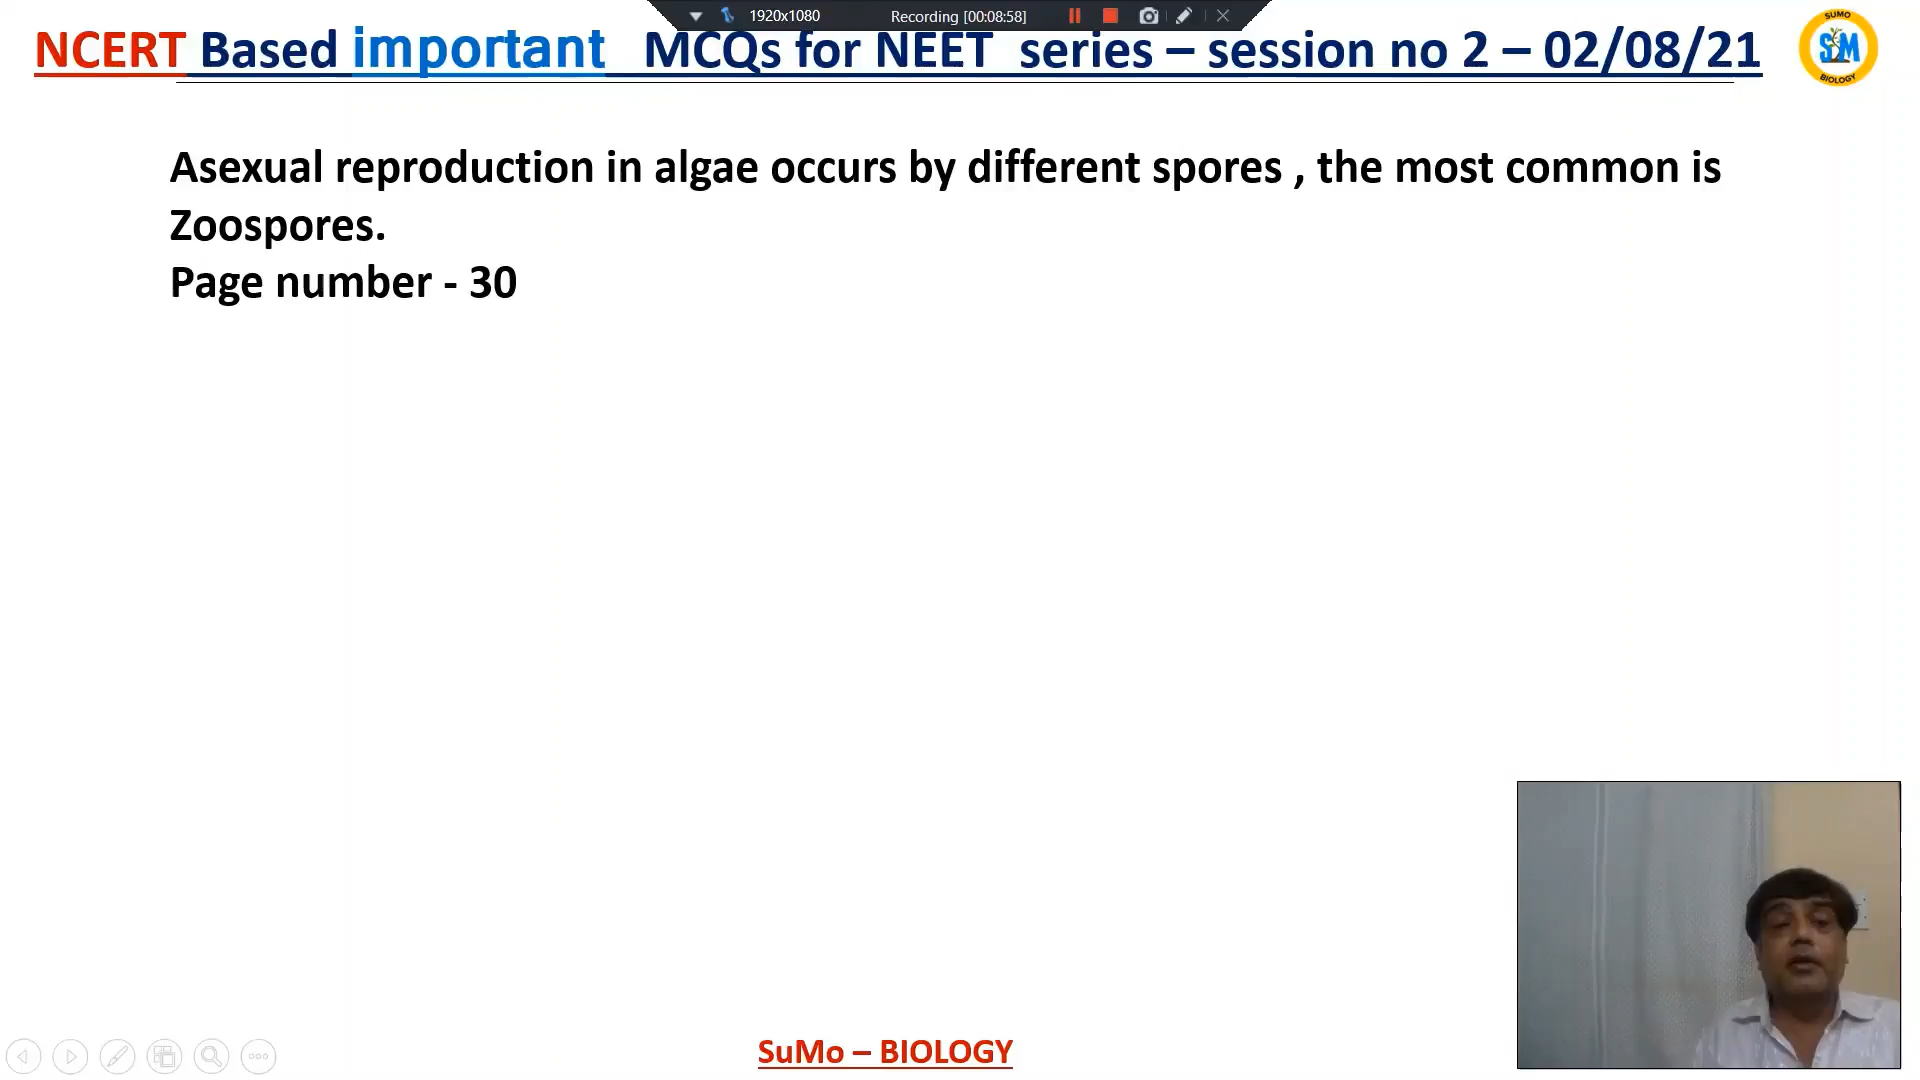 1920x1080 Recording [00:08:58]
NCERT Based important MCQs for NEET series – session no 2 – 02/08/21
SUMO
SM
BIOLOGY
Asexual reproduction in algae occurs by different spores , the most common is
Zoospores.
Page number - 30
SuMo – BIOLOGY